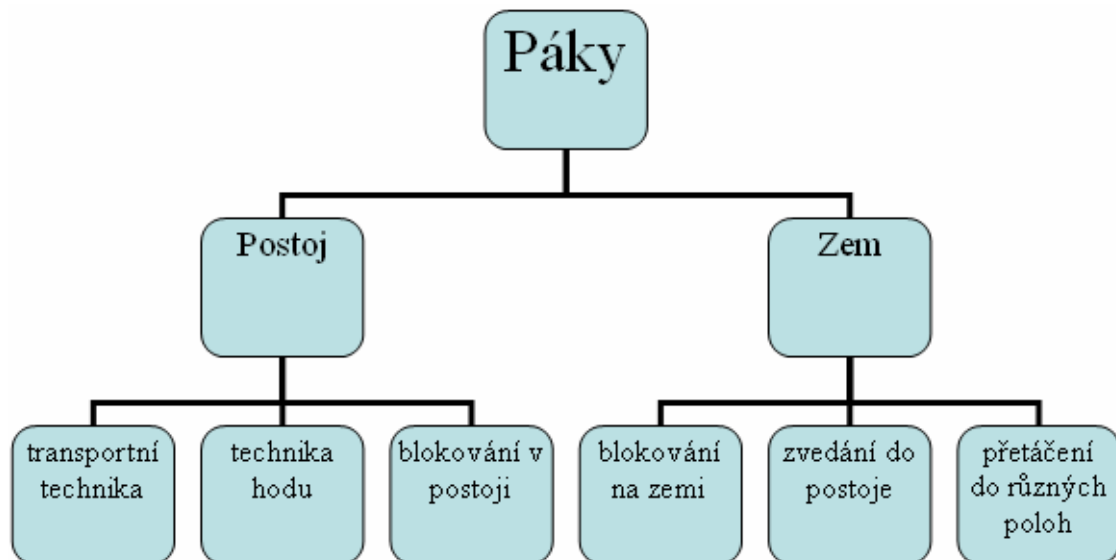 Páky
Postoj
Zem
transportní
technika
technika
hodu
blokování v
postoji
blokování
na zemi
zvedání do
postoje
přetáčení
do různých
poloh